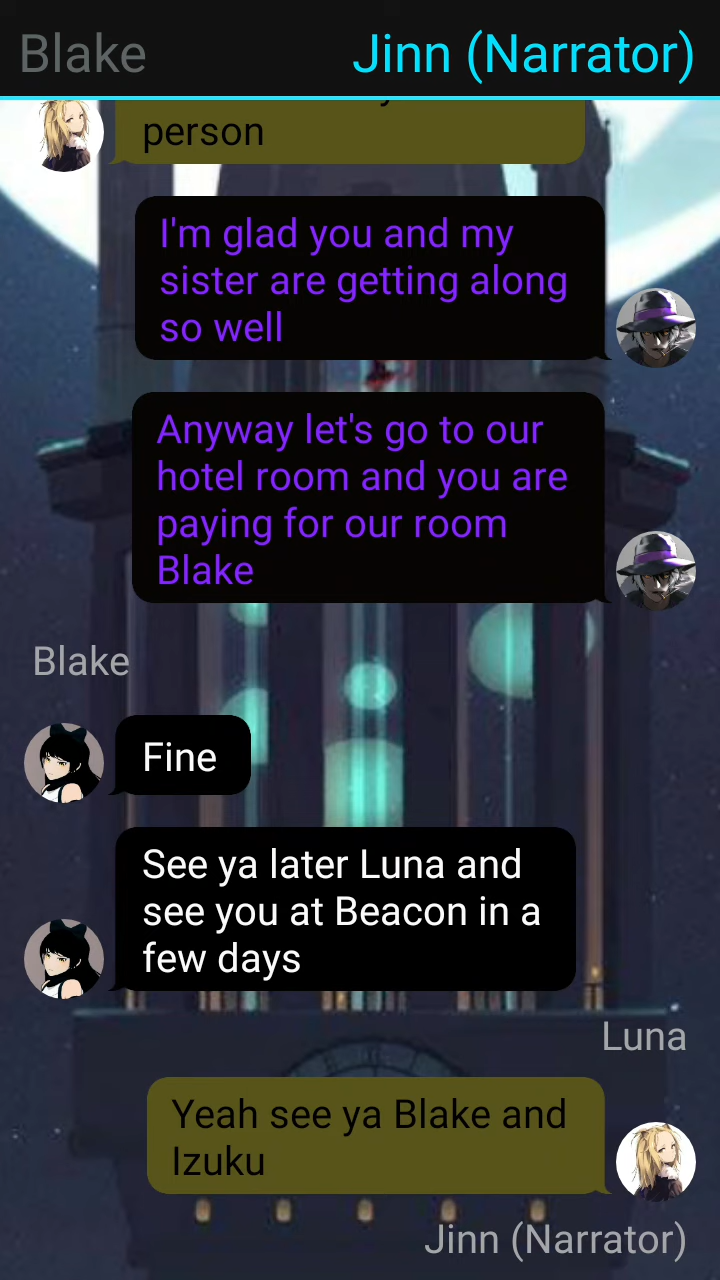 Blake
Jinn (Narrator)
person
I'm glad you and my
sister are getting along
so well
Anyway let's go to our
hotel room and you are
paying for our room
Blake
Blake
Fine
See ya later Luna and
see you at Beacon in a
few days
Luna
Yeah see ya Blake and
Izuku
Jinn (Narrator)